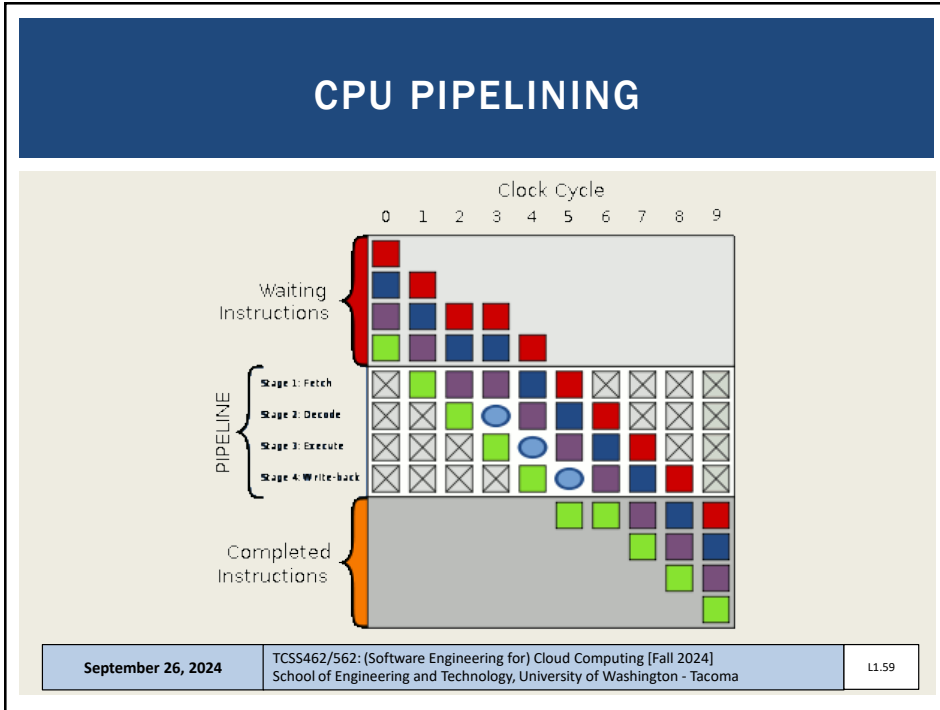 CPU PIPELINING
Clock Cycle
0 1 2 3 4 5 6 7 8 9
Waiting
Instructions
PIPELINE
Stage 1: Fetch
Stage 2: Decode
Stage 3: Execute
Stage 4: Write-back
Completed
Instructions
September 26, 2024
TCSS462/562: (Software Engineering for) Cloud Computing [Fall 2024]
School of Engineering and Technology, University of Washington - Tacoma
L1.59